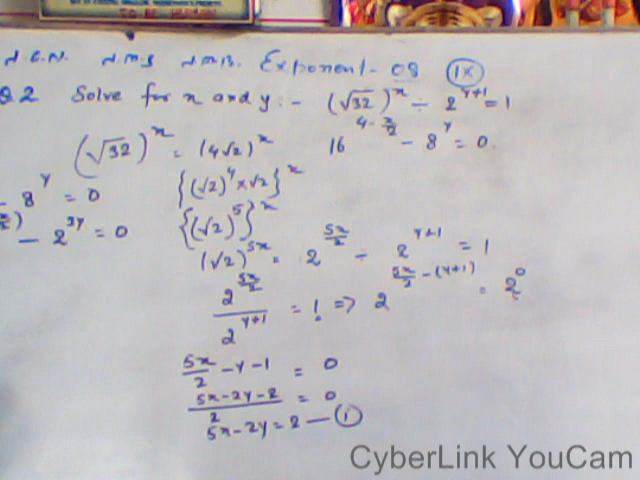 Exponent - 08 (IX)
Q2 Solve for x and y :- (√32)^x ÷ 2^(y+1) = 1
16^(4-x/2) - 8^y = 0
(√32)^x = (4√2)^x
{(√2)^4 × √2}^x
{(√2)^5}^x
- 8^y = 0
- 2^(3y) = 0
(√2)^(5x) = 2^(5x/2) ÷ 2^(y+1) = 1
2^(5x/2) / 2^(y+1) = 1 => 2^(5x/2 - (y+1)) = 2^0
5x/2 - y - 1 = 0
(5x - 2y - 2)/2 = 0
5x - 2y = 2 — (1)
CyberLink YouCam